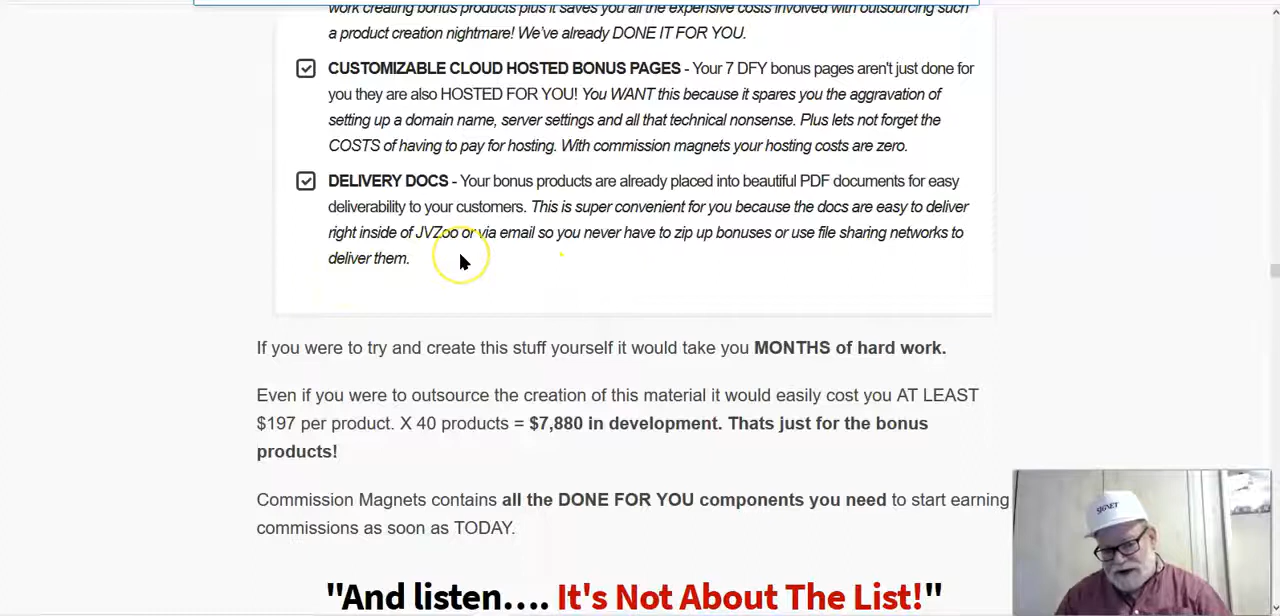 work creating bonus products plus it saves you all the expensive costs involved with outsourcing such
a product creation nightmare! We've already DONE IT FOR YOU.
CUSTOMIZABLE CLOUD HOSTED BONUS PAGES - Your 7 DFY bonus pages aren't just done for
you they are also HOSTED FOR YOU! You WANT this because it spares you the aggravation of
setting up a domain name, server settings and all that technical nonsense. Plus lets not forget the
COSTS of having to pay for hosting. With commission magnets your hosting costs are zero.
DELIVERY DOCS - Your bonus products are already placed into beautiful PDF documents for easy
deliverability to your customers. This is super convenient for you because the docs are easy to deliver
right inside of JVZoo or via email so you never have to zip up bonuses or use file sharing networks to
deliver them.
If you were to try and create this stuff yourself it would take you MONTHS of hard work.
Even if you were to outsource the creation of this material it would easily cost you AT LEAST
$197 per product. X 40 products = $7,880 in development. Thats just for the bonus
products!
Commission Magnets contains all the DONE FOR YOU components you need to start earning
commissions as soon as TODAY.
"And listen…. It's Not About The List!"